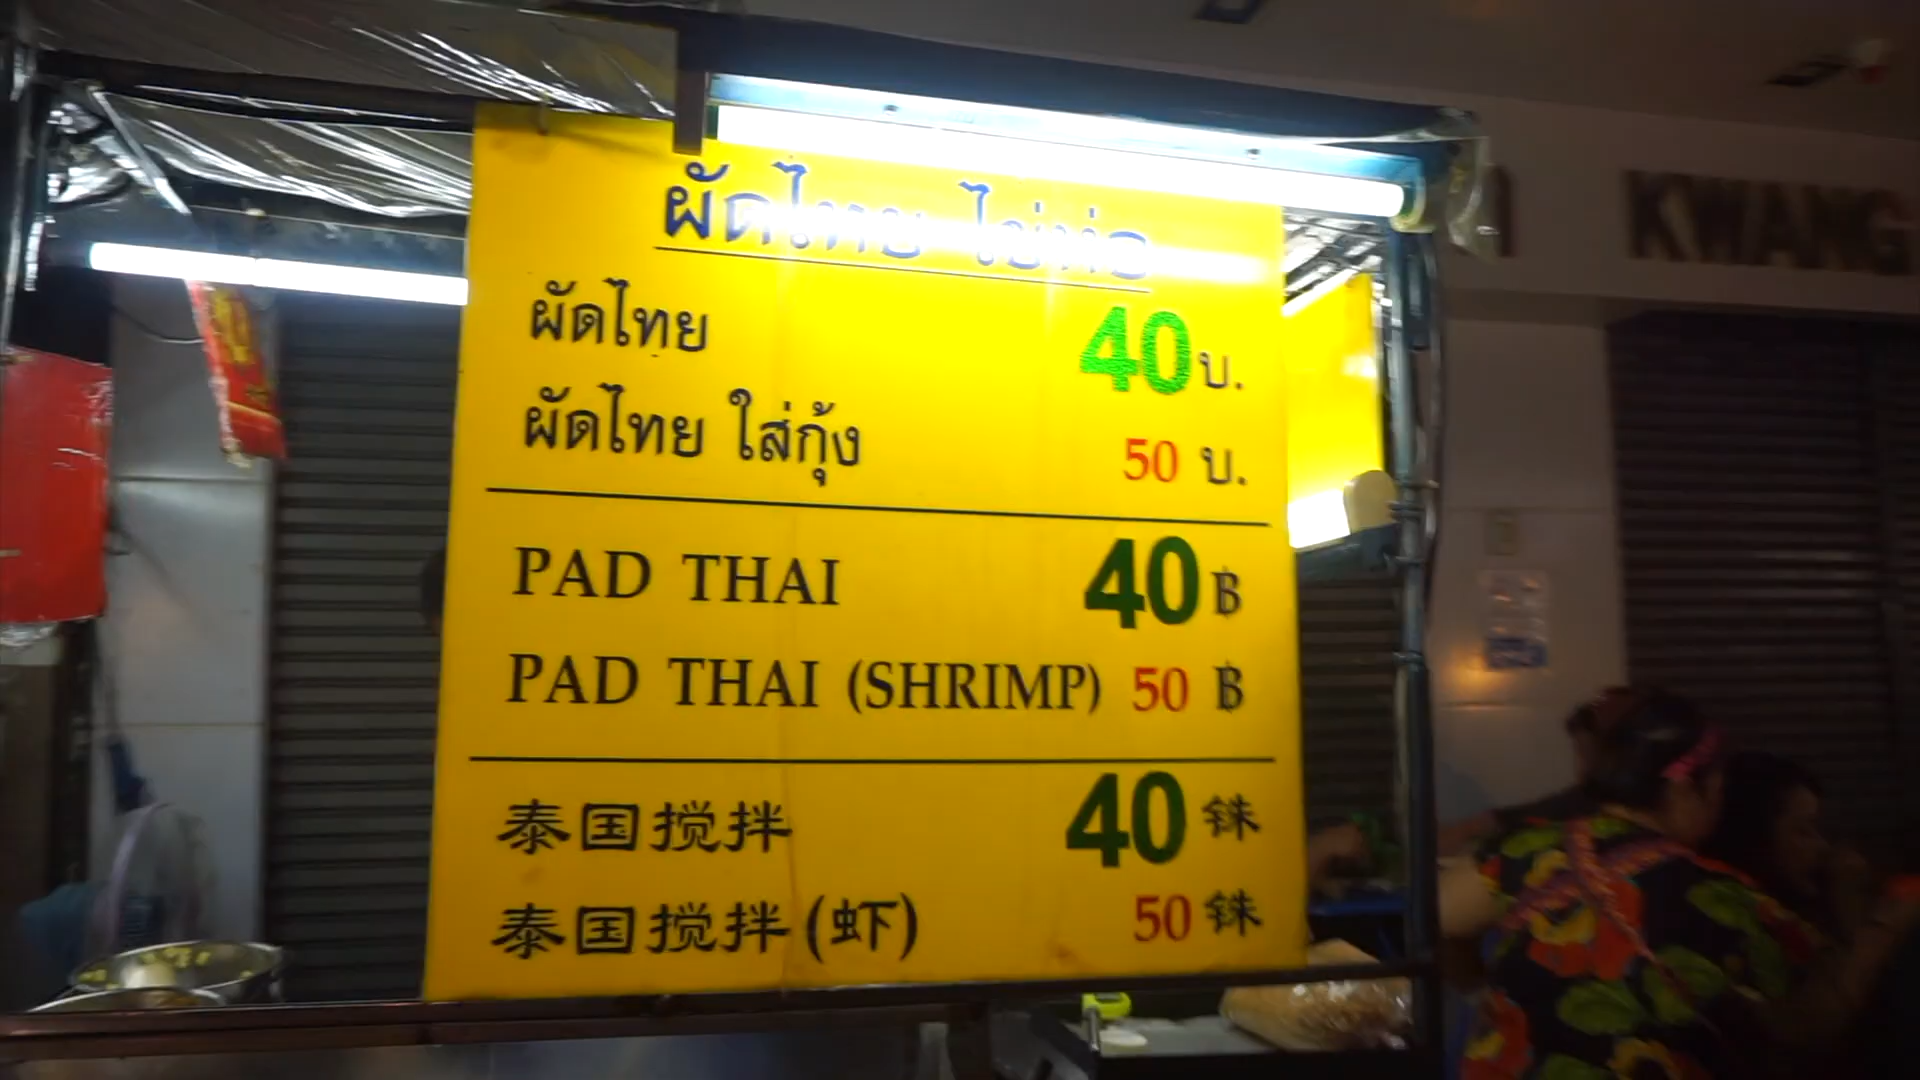 ผัดไทย ไข่ห่อ
ผัดไทย 40 บ.
ผัดไทย ใส่กุ้ง 50 บ.
PAD THAI 40 ฿
PAD THAI (SHRIMP) 50 ฿
泰国搅拌 40 铢
泰国搅拌 (虾) 50 铢
KWANG